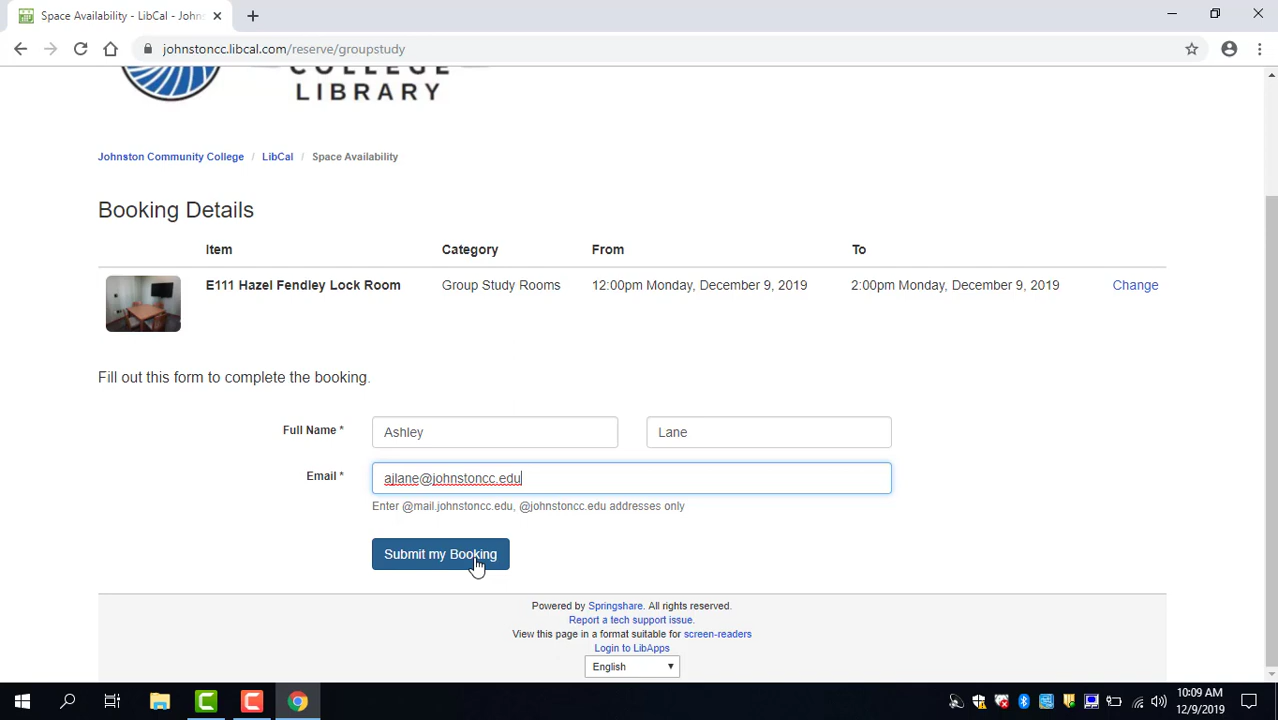 Space Availability - LibCal - Johns
johnstoncc.libcal.com/reserve/groupstudy
COLLEGE
LIBRARY
Johnston Community College / LibCal / Space Availability
Booking Details
Item Category From To
E111 Hazel Fendley Lock Room Group Study Rooms 12:00pm Monday, December 9, 2019 2:00pm Monday, December 9, 2019 Change
Fill out this form to complete the booking.
Full Name * Ashley Lane
Email * ajlane@johnstoncc.edu
Enter @mail.johnstoncc.edu, @johnstoncc.edu addresses only
Submit my Booking
Powered by Springshare. All rights reserved.
Report a tech support issue.
View this page in a format suitable for screen-readers
Login to LibApps
English
10:09 AM
12/9/2019